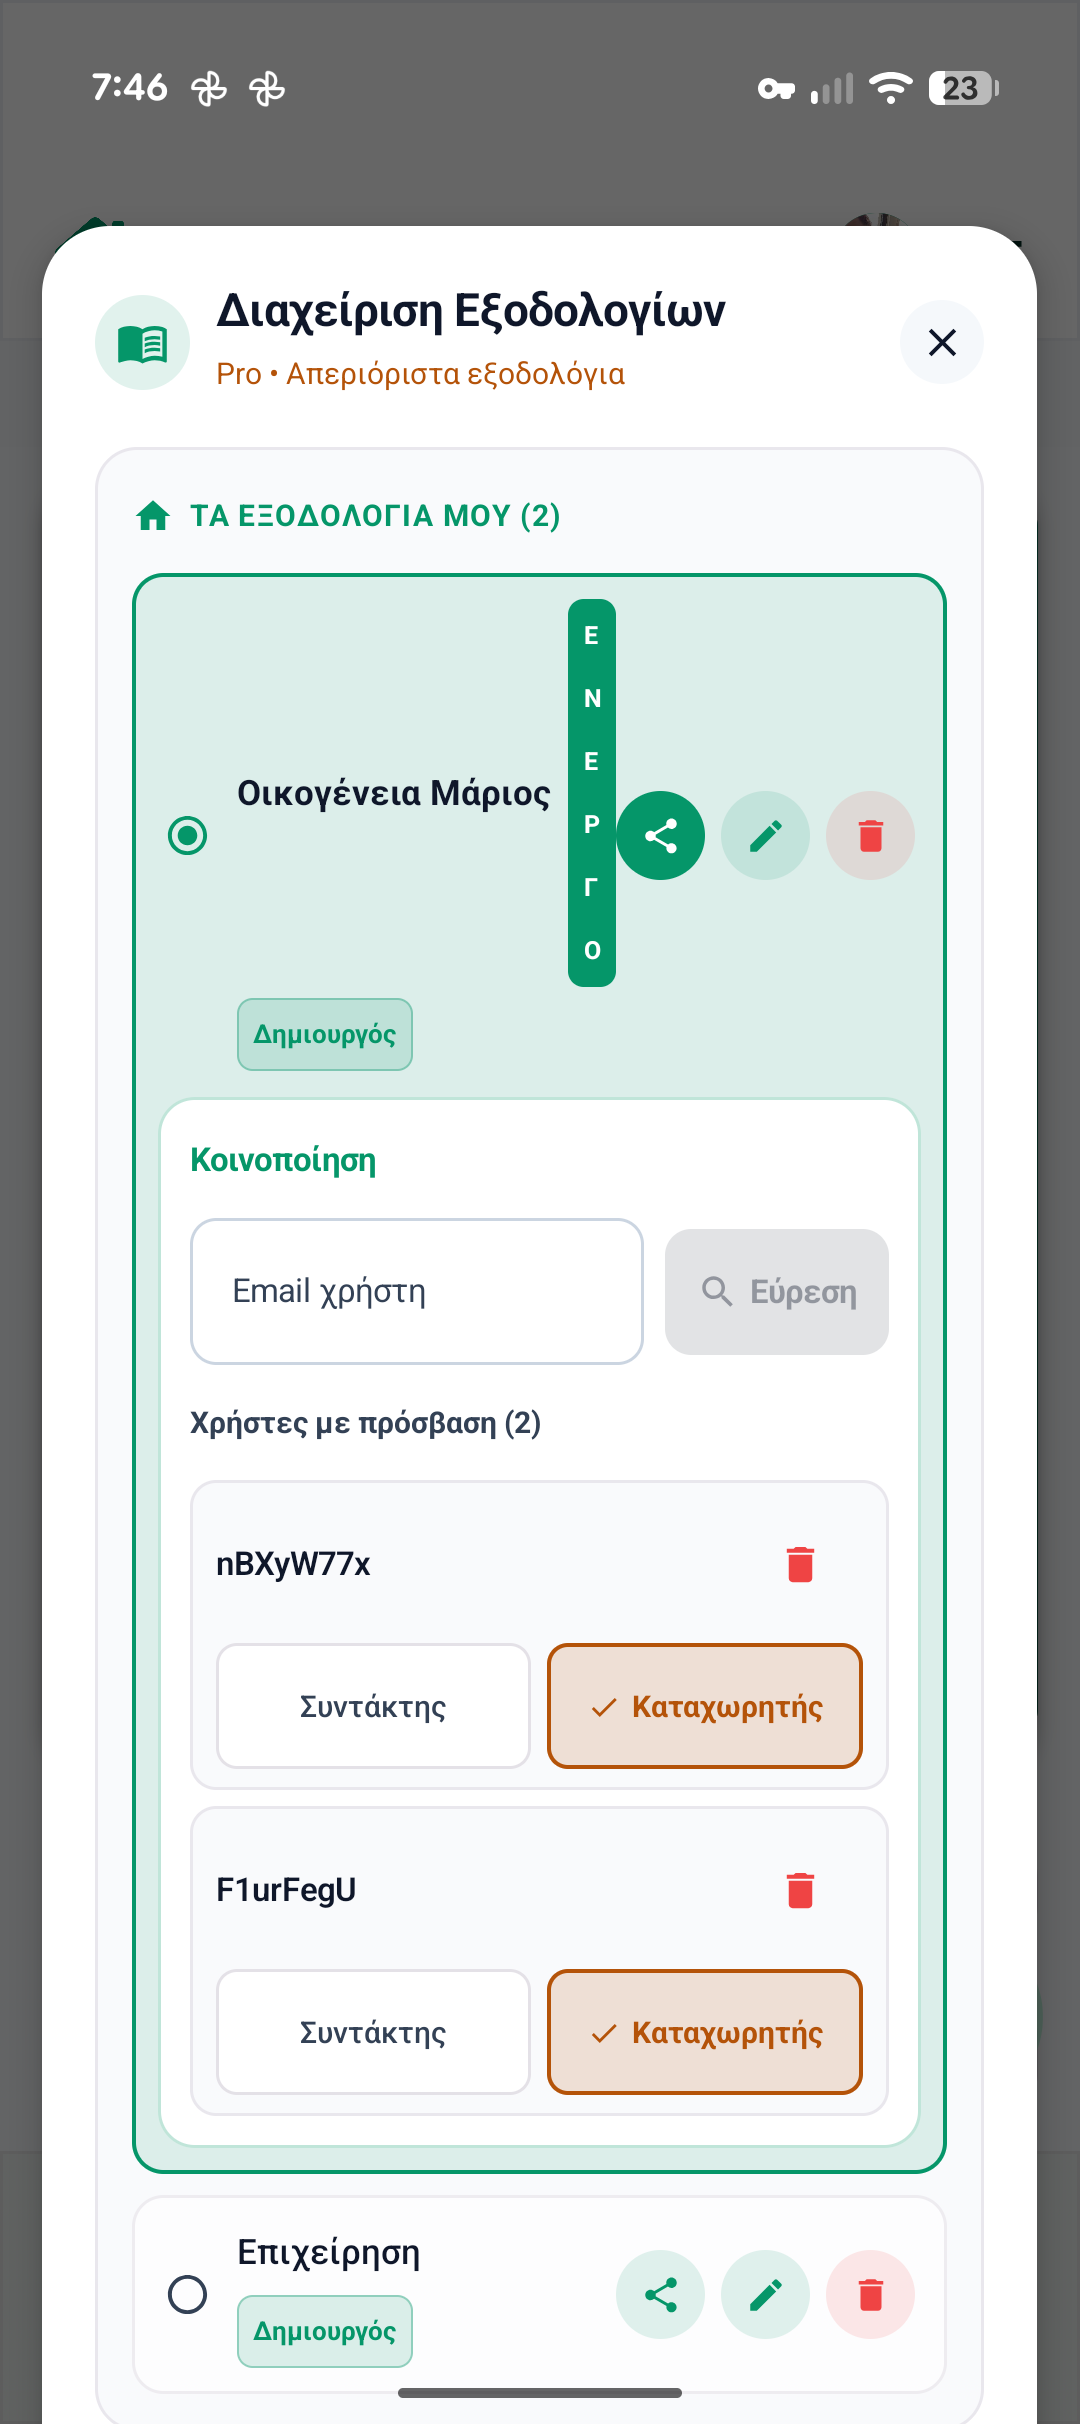 7:46
23
Διαχείριση Εξοδολογίων
Pro • Απεριόριστα εξοδολόγια
ΤΑ ΕΞΟΔΟΛΟΓΙΑ ΜΟΥ (2)
Οικογένεια Μάριος
Ε
Ν
Ε
Ρ
Γ
Ο
Δημιουργός
Κοινοποίηση
Email χρήστη
Εύρεση
Χρήστες με πρόσβαση (2)
nBXyW77x
Συντάκτης
Καταχωρητής
F1urFegU
Συντάκτης
Καταχωρητής
Επιχείρηση
Δημιουργός